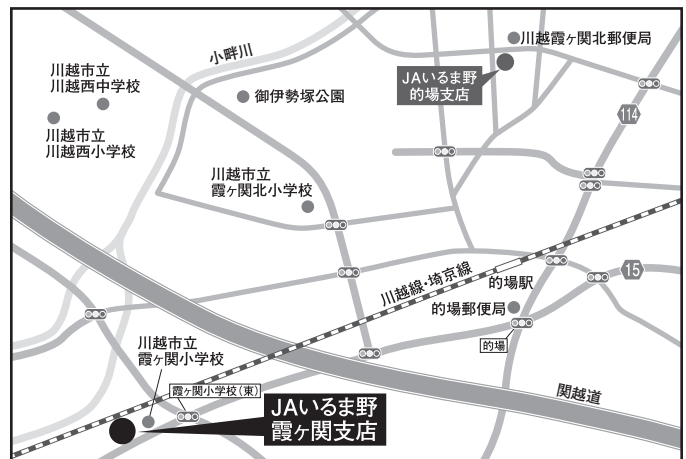 小畔川
川越霞ヶ関北郵便局
川越市立
川越西中学校
JAいるま野
的場支店
御伊勢塚公園
114
川越市立
川越西小学校
川越市立
霞ヶ関北小学校
川越線・埼京線
的場駅
15
的場郵便局
的場
川越市立
霞ヶ関小学校
霞ヶ関小学校(東)
関越道
JAいるま野
霞ヶ関支店